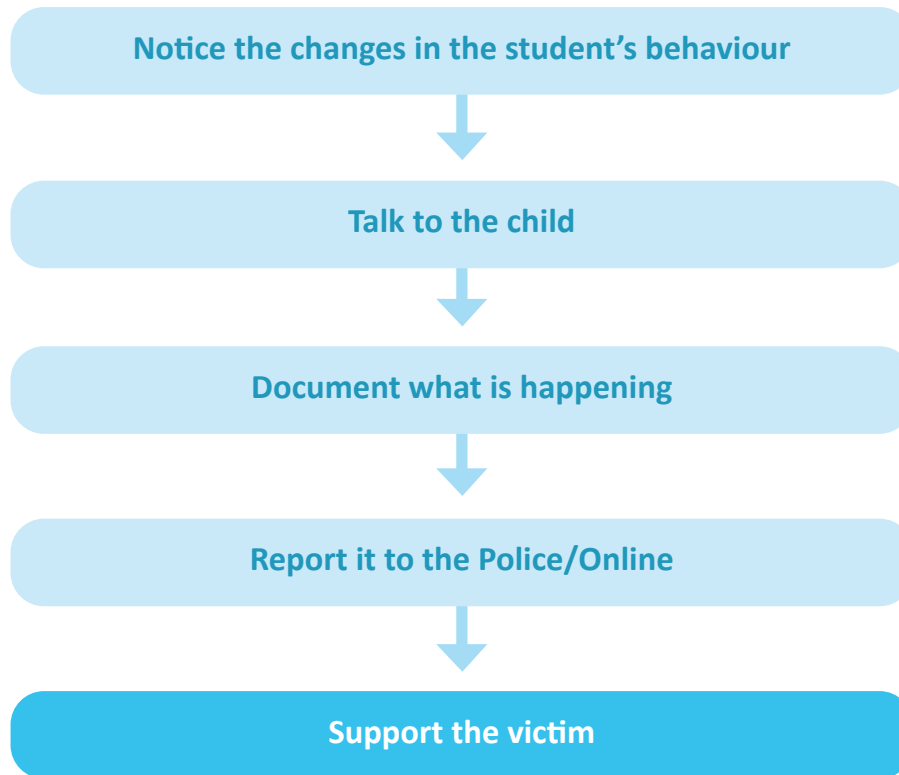 Notice the changes in the student’s behaviour
Talk to the child
Document what is happening
Report it to the Police/Online
Support the victim